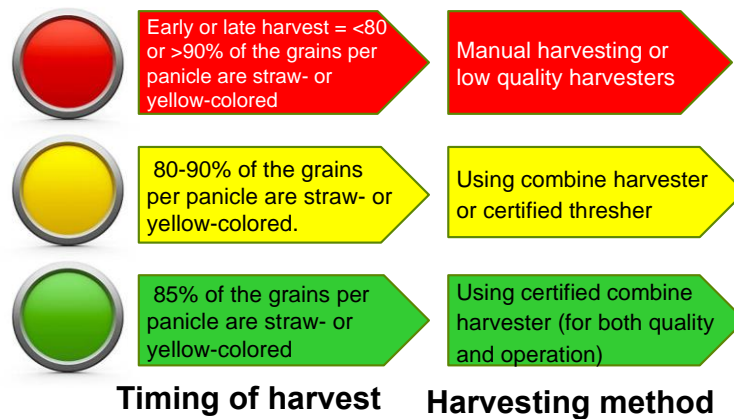 Early or late harvest = <80
or >90% of the grains per
panicle are straw- or
yellow-colored
Manual harvesting or
low quality harvesters
80-90% of the grains
per panicle are straw- or
yellow-colored.
Using combine harvester
or certified thresher
85% of the grains per
panicle are straw- or
yellow-colored
Using certified combine
harvester (for both quality
and operation)
Timing of harvest
Harvesting method